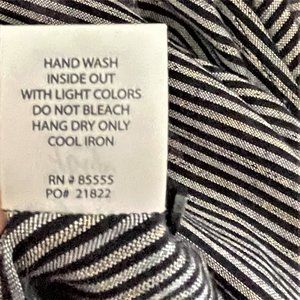 HAND WASH
INSIDE OUT
WITH LIGHT COLORS
DO NOT BLEACH
HANG DRY ONLY
COOL IRON
RN # 85555
PO# 21822